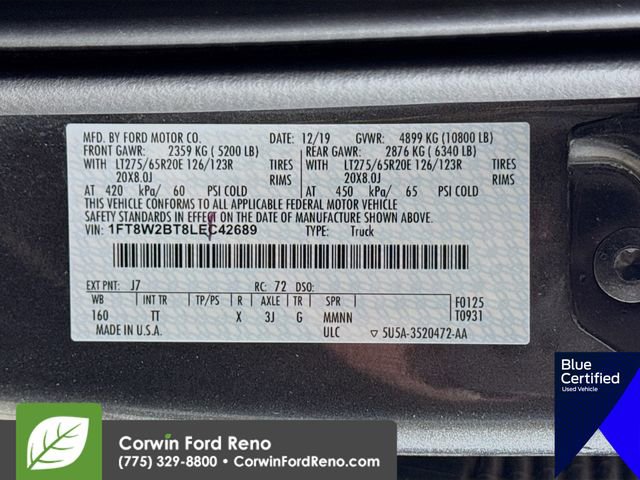 MFD. BY FORD MOTOR CO. 12/19 GVWR: 4899 KG (10800 LB)
FRONT GAWR: 2359 KG ( 5200 LB) REAR GAWR: 2876 KG ( 6340 LB)
WITH LT275/65R20E 126/123R TIRES WITH LT275/65R20E 126/123R TIRES
20X8.0J RIMS 20X8.0J RIMS
AT 420 kPa/ 60 PSI COLD AT 450 kPa/ 65 PSI COLD
THIS VEHICLE CONFORMS TO ALL APPLICABLE FEDERAL MOTOR VEHICLE
SAFETY STANDARDS IN EFFECT ON THE DATE OF MANUFACTURE SHOWN ABOVE.
VIN: 1FT8W2BT8LEC42689 TYPE: Truck
EXT PNT: J7 RC: 72 DSO:
WB INT TR TP/PS R AXLE TR SPR F0125
160 TT X 3J G MMNN T0931
MADE IN U.S.A. ULC ▽ 5U5A-3520472-AA
Blue
Certified
Used Vehicle
Corwin Ford Reno
(775) 329-8800 • CorwinFordReno.com